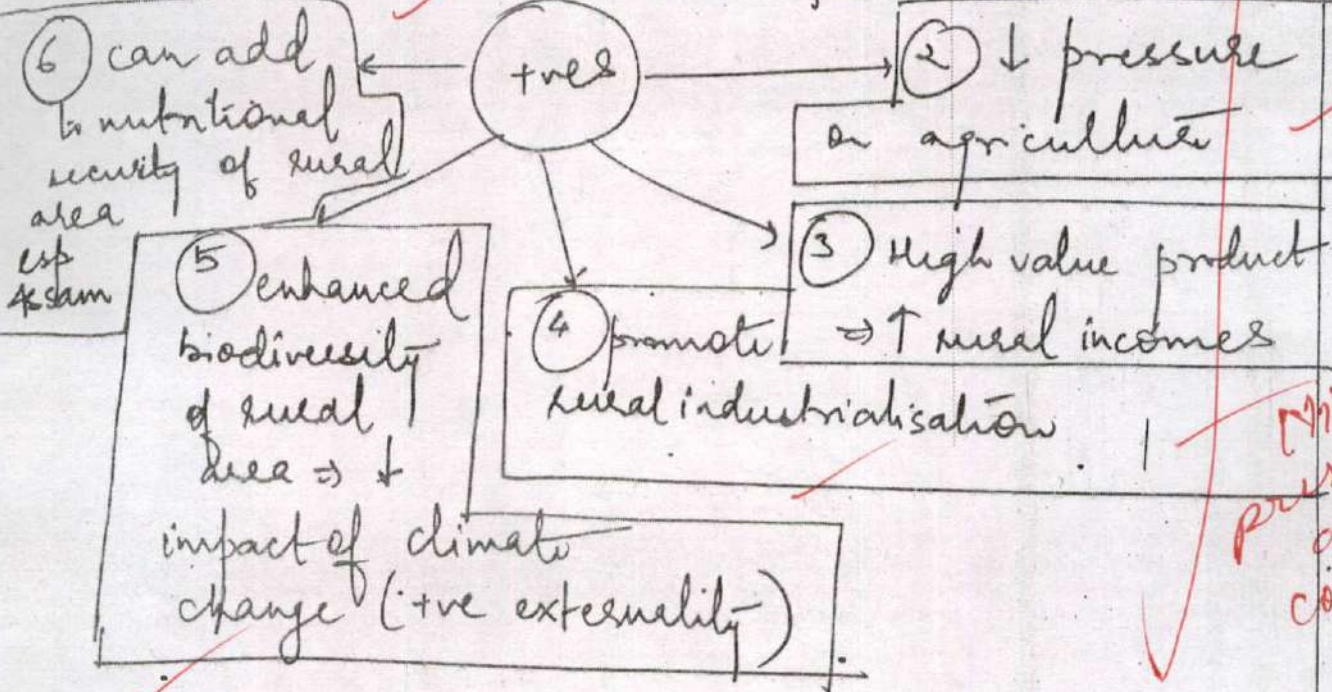 +ves
⑥ can add
to nutritional
security of rural
area
esp
Assam
② ↓ pressure
on agriculture
③ High value product
⇒ ↑ rural incomes
④ promote
rural industrialisation
⑤ enhanced
biodiversity
of rural
area ⇒ ↓
impact of climate
change (+ve externality)